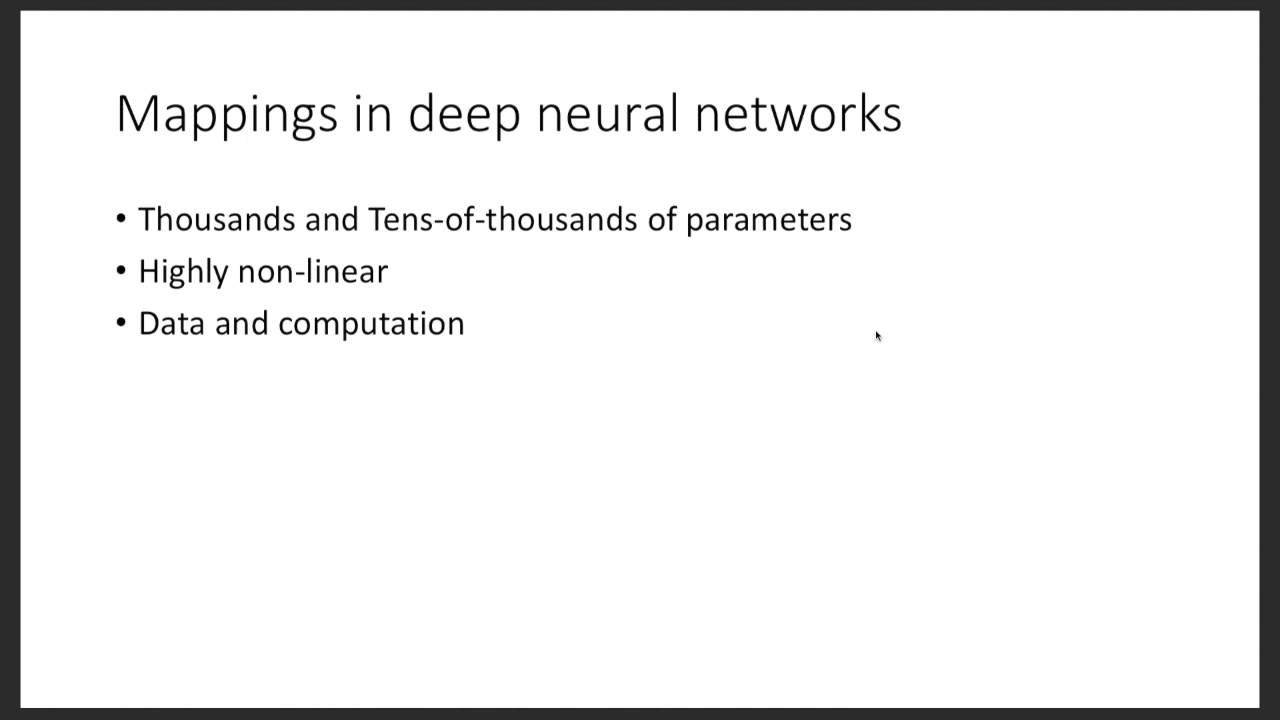 Mappings in deep neural networks
• Thousands and Tens-of-thousands of parameters
• Highly non-linear
• Data and computation